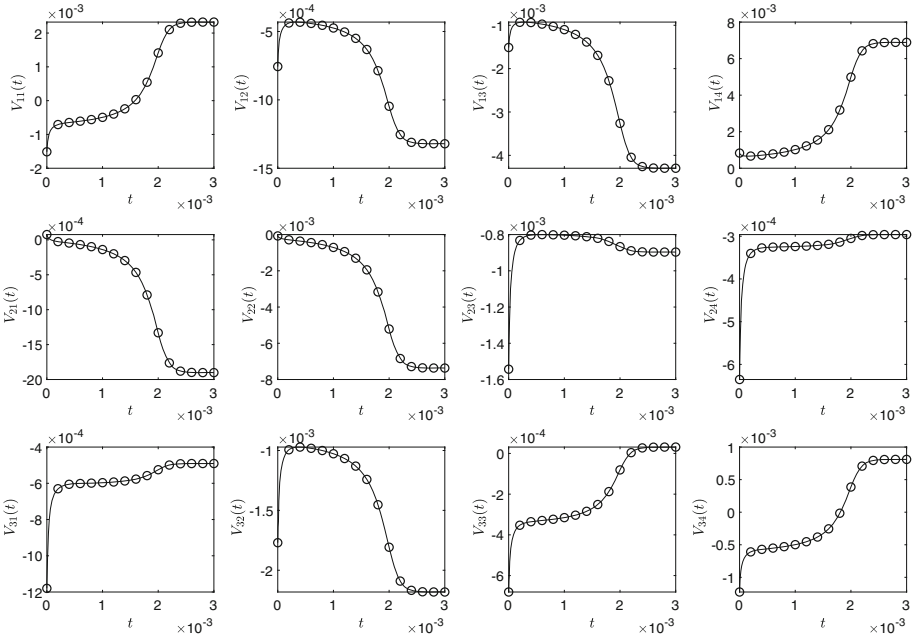 ×10-3 ×10-4 ×10-3 ×10-3
2 -5 -1 8
V11(t) 1 V12(t) V13(t) -2 V14(t) 6
0 -10 -3 4
-1 2
-2 -15 -4 0
0 1 2 3 0 1 2 3 0 1 2 3 0 1 2 3
t ×10-3 t ×10-3 t ×10-3 t ×10-3
×10-4 ×10-3 ×10-3 ×10-4
0 0 -0.8 -3
-5 -2 -1 -4
V21(t) -10 V22(t) -4 V23(t) -1.2 V24(t) -5
-15 -6 -1.4 -6
-20 -8 -1.6
0 1 2 3 0 1 2 3 0 1 2 3 0 1 2 3
t ×10-3 t ×10-3 t ×10-3 t ×10-3
×10-4 ×10-3 ×10-4 ×10-3
-4 -1 0 1
-6 0.5
V31(t) -8 V32(t) -1.5 V33(t) -2 V34(t) 0
-10 -2 -4 -0.5
-12 -6 -1
0 1 2 3 0 1 2 3 0 1 2 3 0 1 2 3
t ×10-3 t ×10-3 t ×10-3 t ×10-3